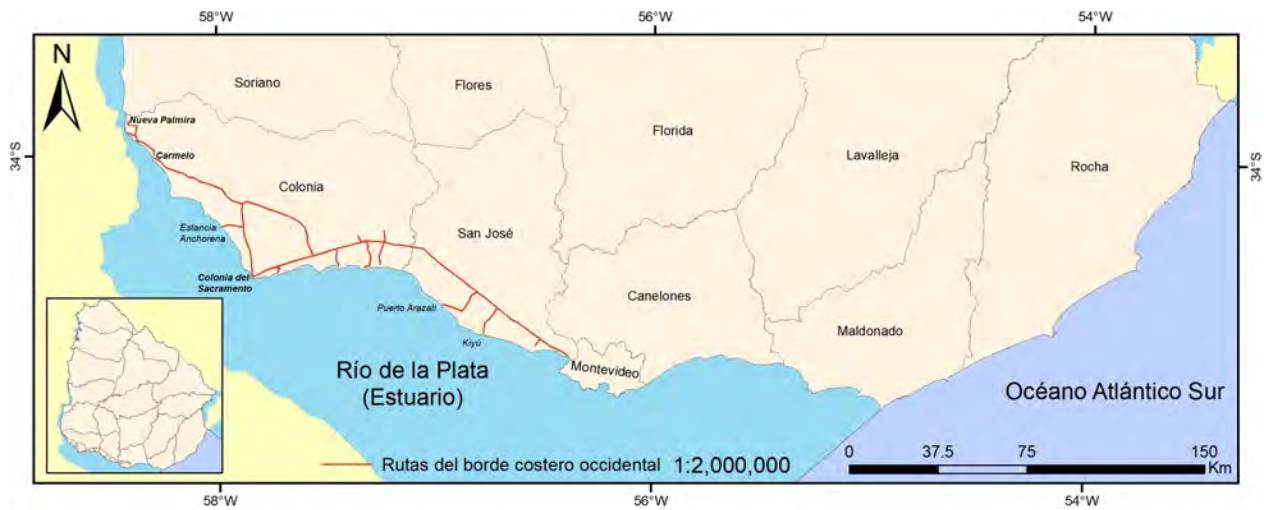 58°W
56°W
54°W
N
Soriano
Flores
Florida
Lavalleja
Rocha
Nueva Palmira
Carmelo
34°S
34°S
Colonia
Estancia
Anchorena
San José
Colonia del
Sacramento
Canelones
Puerto Arazatí
Maldonado
Kiyú
Montevideo
Río de la Plata
(Estuario)
Océano Atlántico Sur
Rutas del borde costero occidental 1:2,000,000
0 37.5 75 150
Km
58°W
56°W
54°W